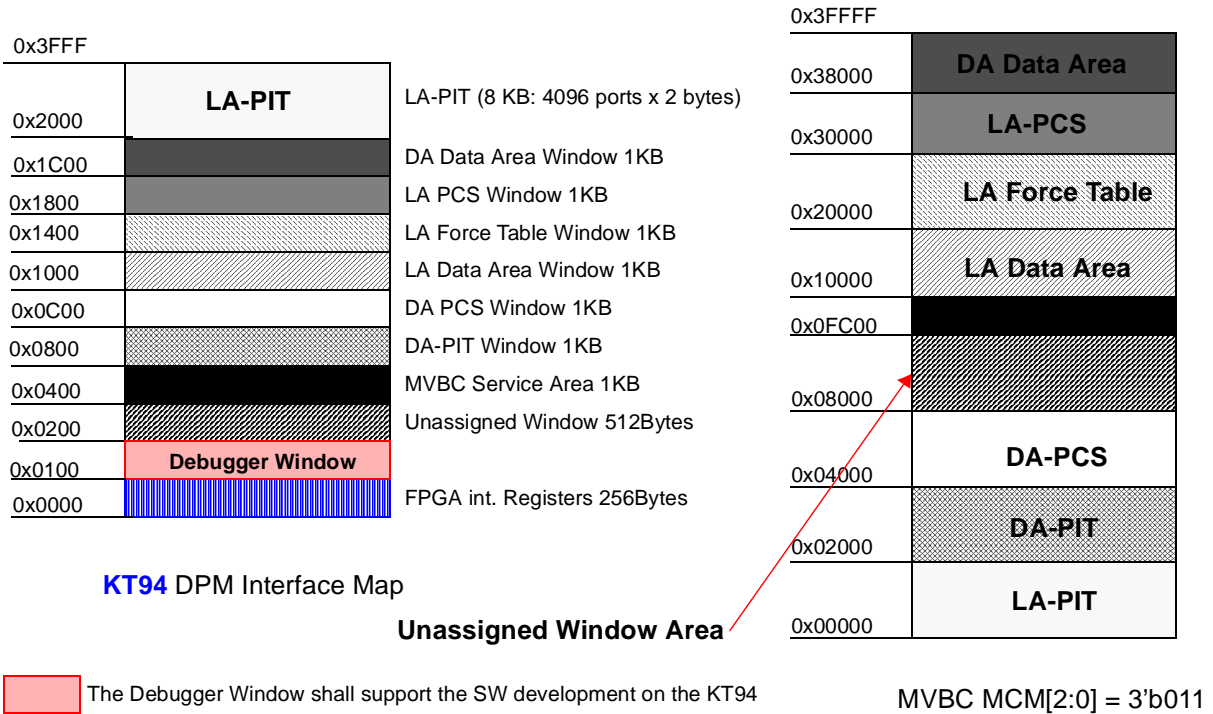 0x3FFF
LA-PIT
LA-PIT (8 KB: 4096 ports x 2 bytes)
0x2000
DA Data Area Window 1KB
0x1C00
LA PCS Window 1KB
0x1800
LA Force Table Window 1KB
0x1400
LA Data Area Window 1KB
0x1000
DA PCS Window 1KB
0x0C00
DA-PIT Window 1KB
0x0800
MVBC Service Area 1KB
0x0400
Unassigned Window 512Bytes
0x0200
Debugger Window
0x0100
FPGA int. Registers 256Bytes
0x0000
KT94 DPM Interface Map
0x3FFFF
DA Data Area
0x38000
LA-PCS
0x30000
LA Force Table
0x20000
LA Data Area
0x10000
0x0FC00
0x08000
DA-PCS
0x04000
DA-PIT
0x02000
LA-PIT
0x00000
Unassigned Window Area
The Debugger Window shall support the SW development on the KT94
MVBC MCM[2:0] = 3’b011